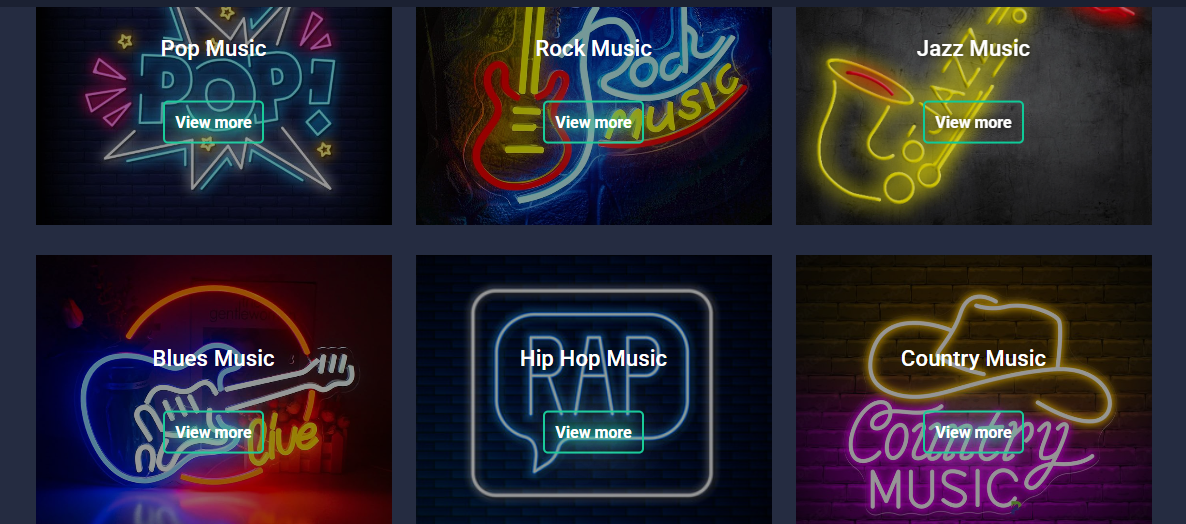 Pop Music
POP!
View more
Rock Music
Rock
MUSIC
View more
Jazz Music
View more
Blues Music
View more
live
Hip Hop Music
RAP
View more
Country Music
View more
Country
MUSIC